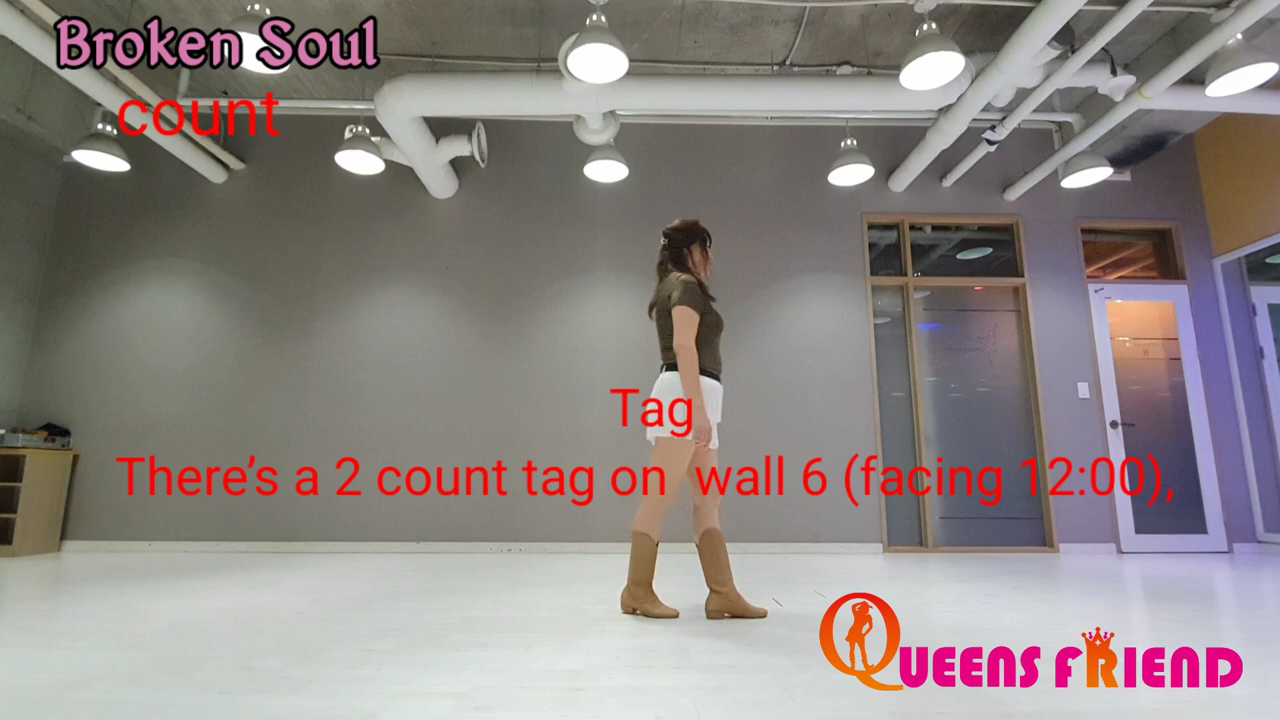 Broken Soul
count
Tag
There’s a 2 count tag on wall 6 (facing 12:00),
QUEENS FRIEND